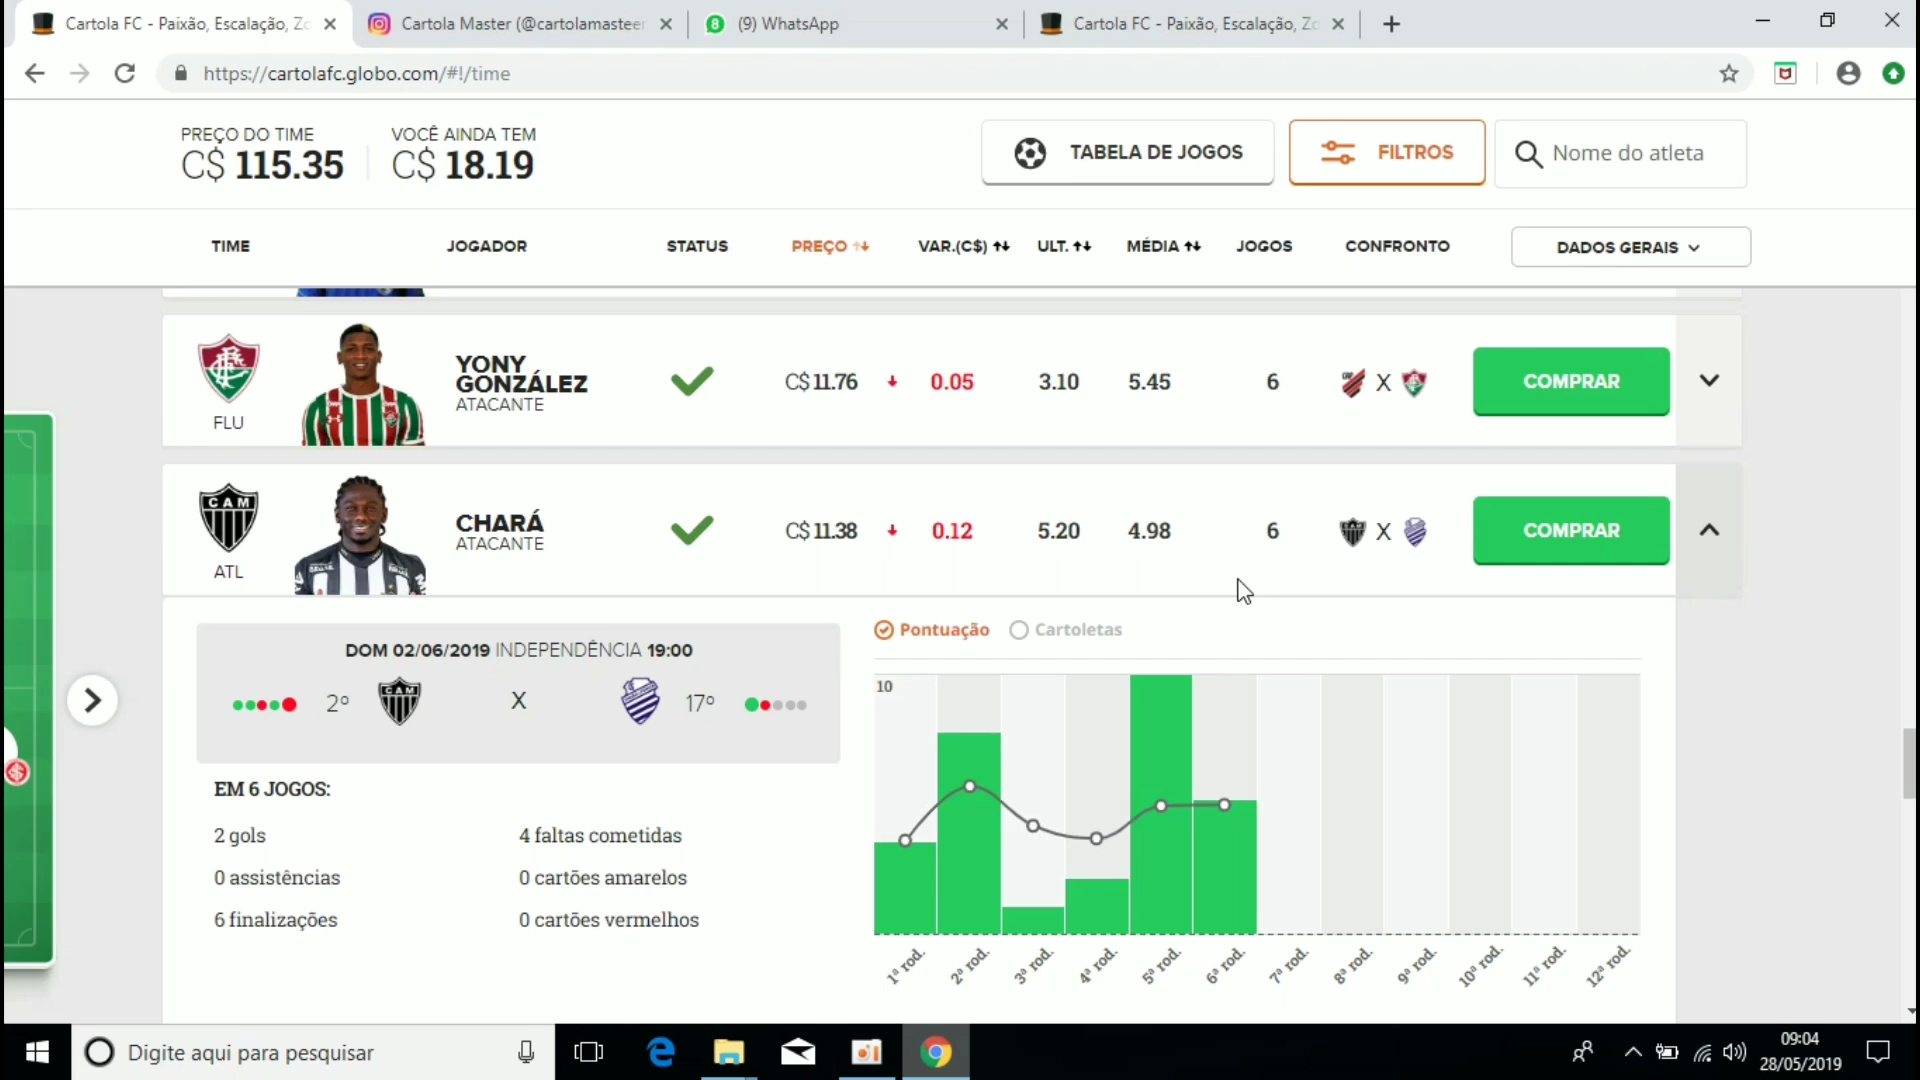 Cartola FC - Paixão, Escalação, Zo
Cartola Master (@cartolamasteer
(9) WhatsApp
Cartola FC - Paixão, Escalação, Zo
https://cartolafc.globo.com/#!/time
PREÇO DO TIME
C$ 115.35
VOCÊ AINDA TEM
C$ 18.19
TABELA DE JOGOS
FILTROS
Nome do atleta
TIME JOGADOR STATUS PREÇO VAR.(C$) ULT. MÉDIA JOGOS CONFRONTO DADOS GERAIS
FLU
YONY
GONZÁLEZ
ATACANTE
C$ 11.76 0.05 3.10 5.45 6 X COMPRAR
CAM
ATL
CHARÁ
ATACANTE
C$ 11.38 0.12 5.20 4.98 6 X COMPRAR
DOM 02/06/2019 INDEPENDÊNCIA 19:00
2º CAM X 17º
EM 6 JOGOS:
2 gols
4 faltas cometidas
0 assistências
0 cartões amarelos
6 finalizações
0 cartões vermelhos
Pontuação Cartoletas
10
1ª rod. 2ª rod. 3ª rod. 4ª rod. 5ª rod. 6ª rod. 7ª rod. 8ª rod. 9ª rod. 10ª rod. 11ª rod. 12ª rod.
Digite aqui para pesquisar
09:04
28/05/2019